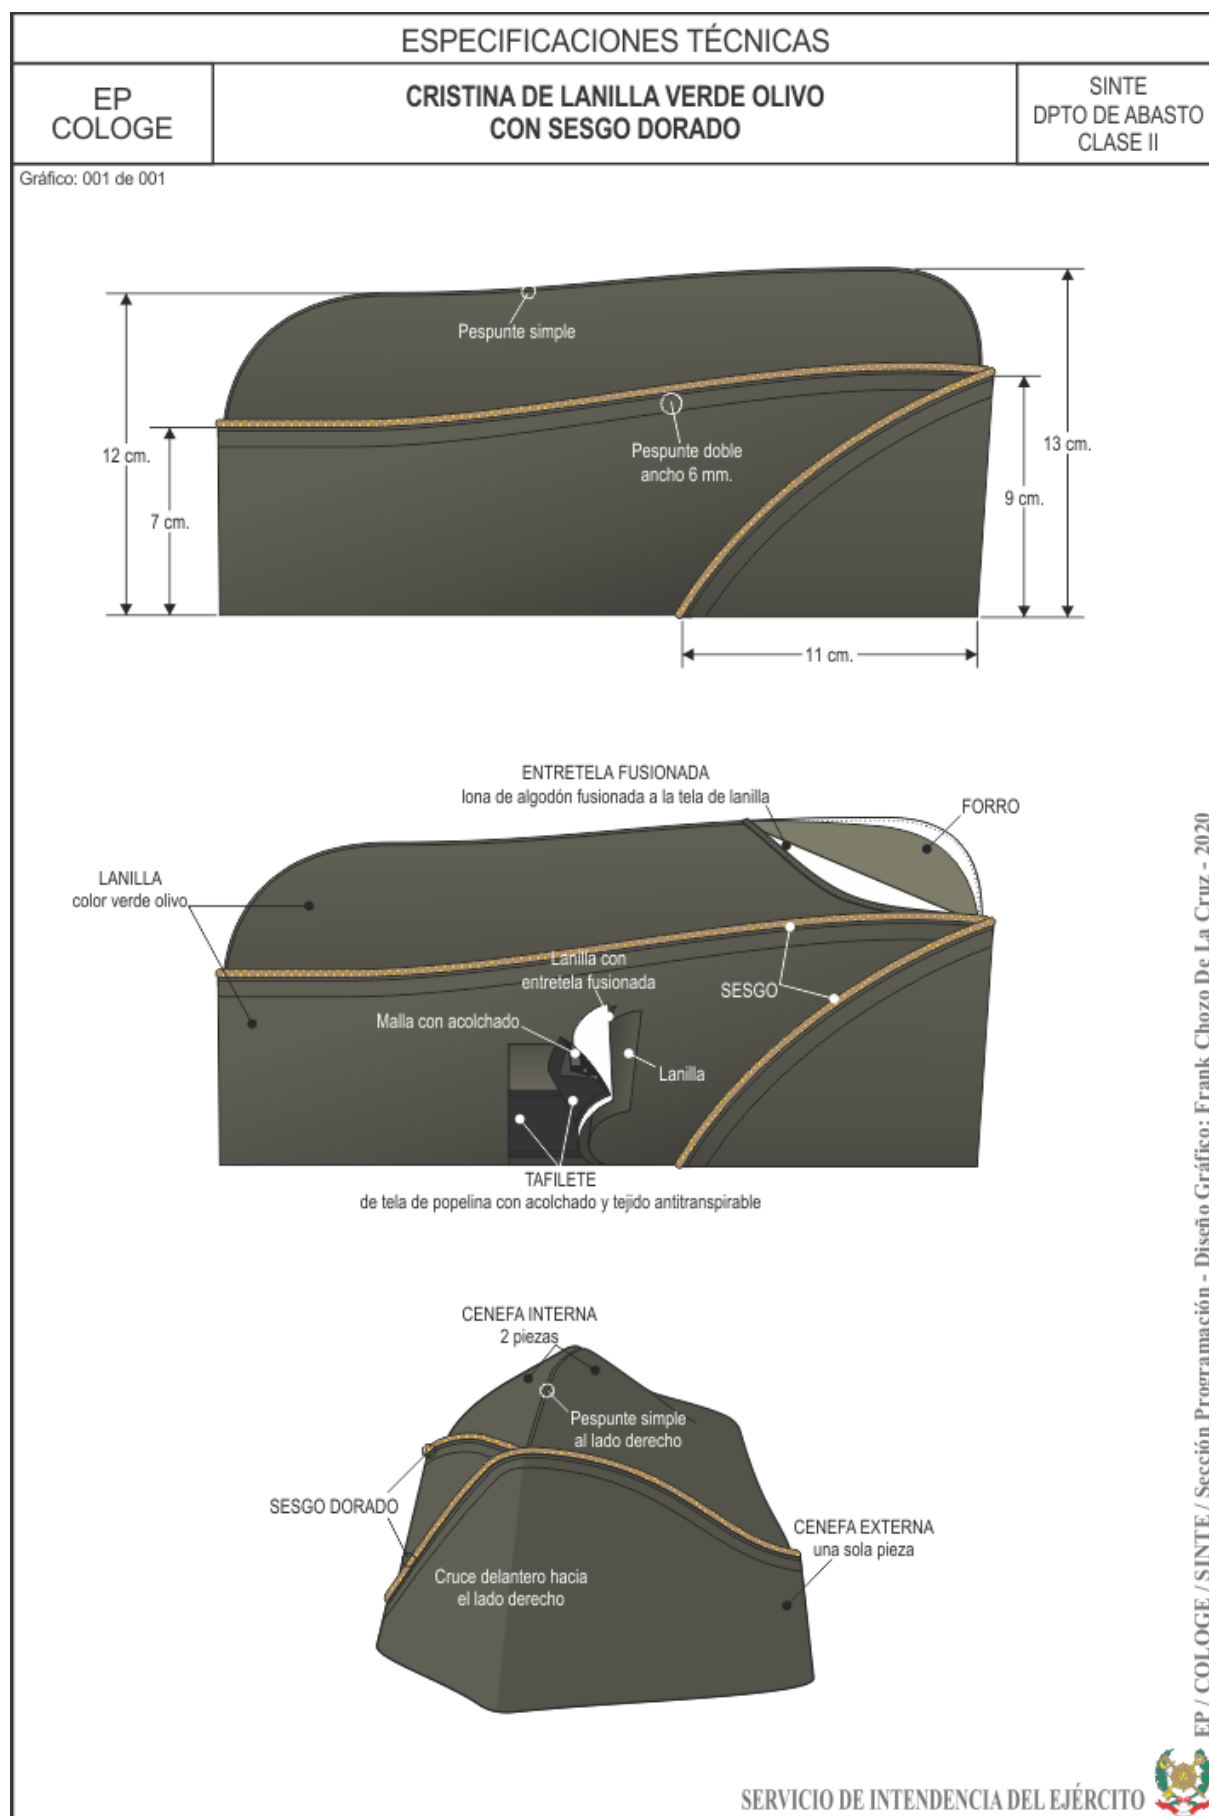 ESPECIFICACIONES TÉCNICAS
EP
COLOGE
CRISTINA DE LANILLA VERDE OLIVO
CON SESGO DORADO
SINTE
DPTO DE ABASTO
CLASE II
Gráfico: 001 de 001
Pespunte simple
Pespunte doble
ancho 6 mm.
12 cm.
7 cm.
13 cm.
9 cm.
11 cm.
ENTRETELA FUSIONADA
lona de algodón fusionada a la tela de lanilla
FORRO
LANILLA
color verde olivo
Lanilla con
entretela fusionada
SESGO
Malla con acolchado
Lanilla
TAFILETE
de tela de popelina con acolchado y tejido antitranspirable
CENEFA INTERNA
2 piezas
Pespunte simple
al lado derecho
SESGO DORADO
CENEFA EXTERNA
una sola pieza
Cruce delantero hacia
el lado derecho
EP / COLOGE / SINTE / Sección Programación - Diseño Gráfico: Frank Chozo De La Cruz - 2020
SERVICIO DE INTENDENCIA DEL EJÉRCITO